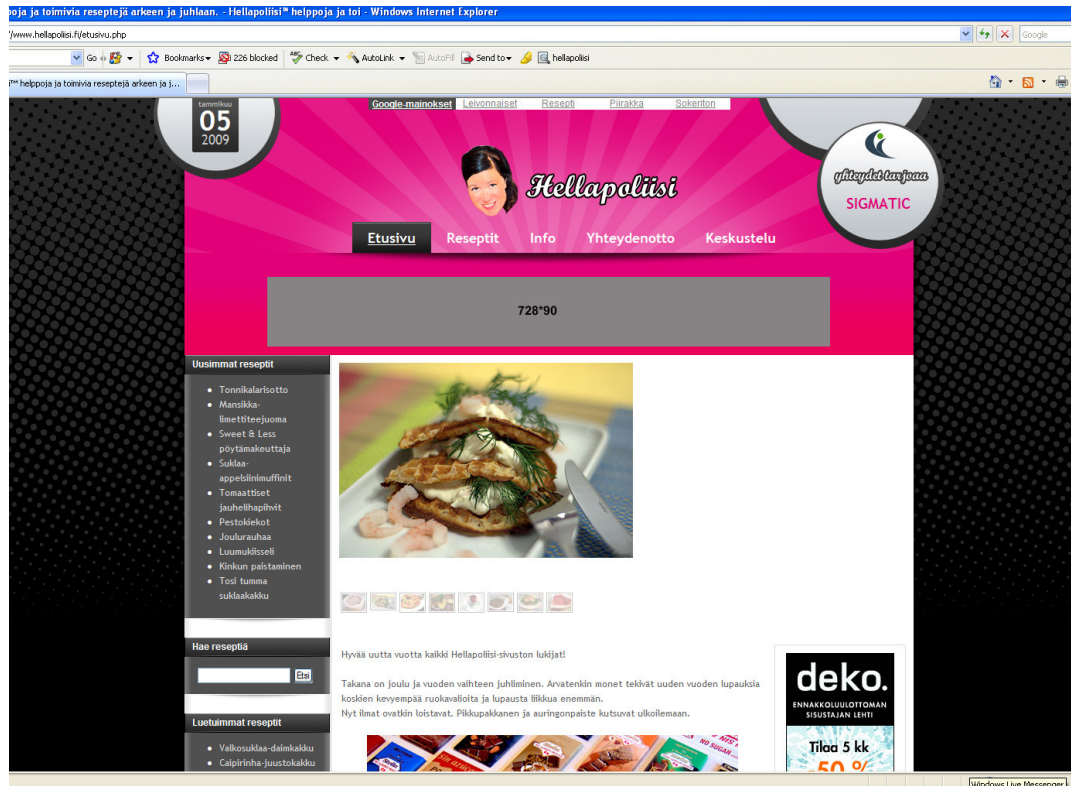 oja ja toimivia reseptejä arkeen ja juhlaan. - Hellapoliisi™ helppoja ja toi - Windows Internet Explorer
/www.hellapoliisi.fi/etusivu.php
Google
Go
Bookmarks
226 blocked
Check
AutoLink
AutoFill
Send to
hellapoliisi
™ helppoja ja toimivia reseptejä arkeen ja j...
tammikuu
05
2009
Google-mainokset Leivonnaiset Resepti Piirakka Sokeriton
Hellapoliisi
yhteydet tarjoaa
SIGMATIC
Etusivu Reseptit Info Yhteydenotto Keskustelu
728*90
Uusimmat reseptit
Tonnikalarisotto
Mansikka-
limettiteejuoma
Sweet & Less
pöytämakeuttaja
Suklaa-
appelsiinimuffinit
Tomaattiset
jauhelihapihvit
Pestokiekot
Joulurauhaa
Luumukiisseli
Kinkun paistaminen
Tosi tumma
suklaakakku
Hae reseptiä
Etsi
Luetuimmat reseptit
Valkosuklaa-daimkakku
Caipirinha-juustokakku
Hyvää uutta vuotta kaikki Hellapoliisi-sivuston lukijat!
Takana on joulu ja vuoden vaihteen juhliminen. Arvatenkin monet tekivät uuden vuoden lupauksia
koskien kevyempää ruokavalioita ja lupausta liikkua enemmän.
Nyt ilmat ovatkin loistavat. Pikkupakkanen ja auringonpaiste kutsuvat ulkoilemaan.
NO SUGAR
deko.
ENNAKKOLUULOTTOMAN
SISUSTAJAN LEHTI
Tilaa 5 kk
-50 %
Windows Live Messenger